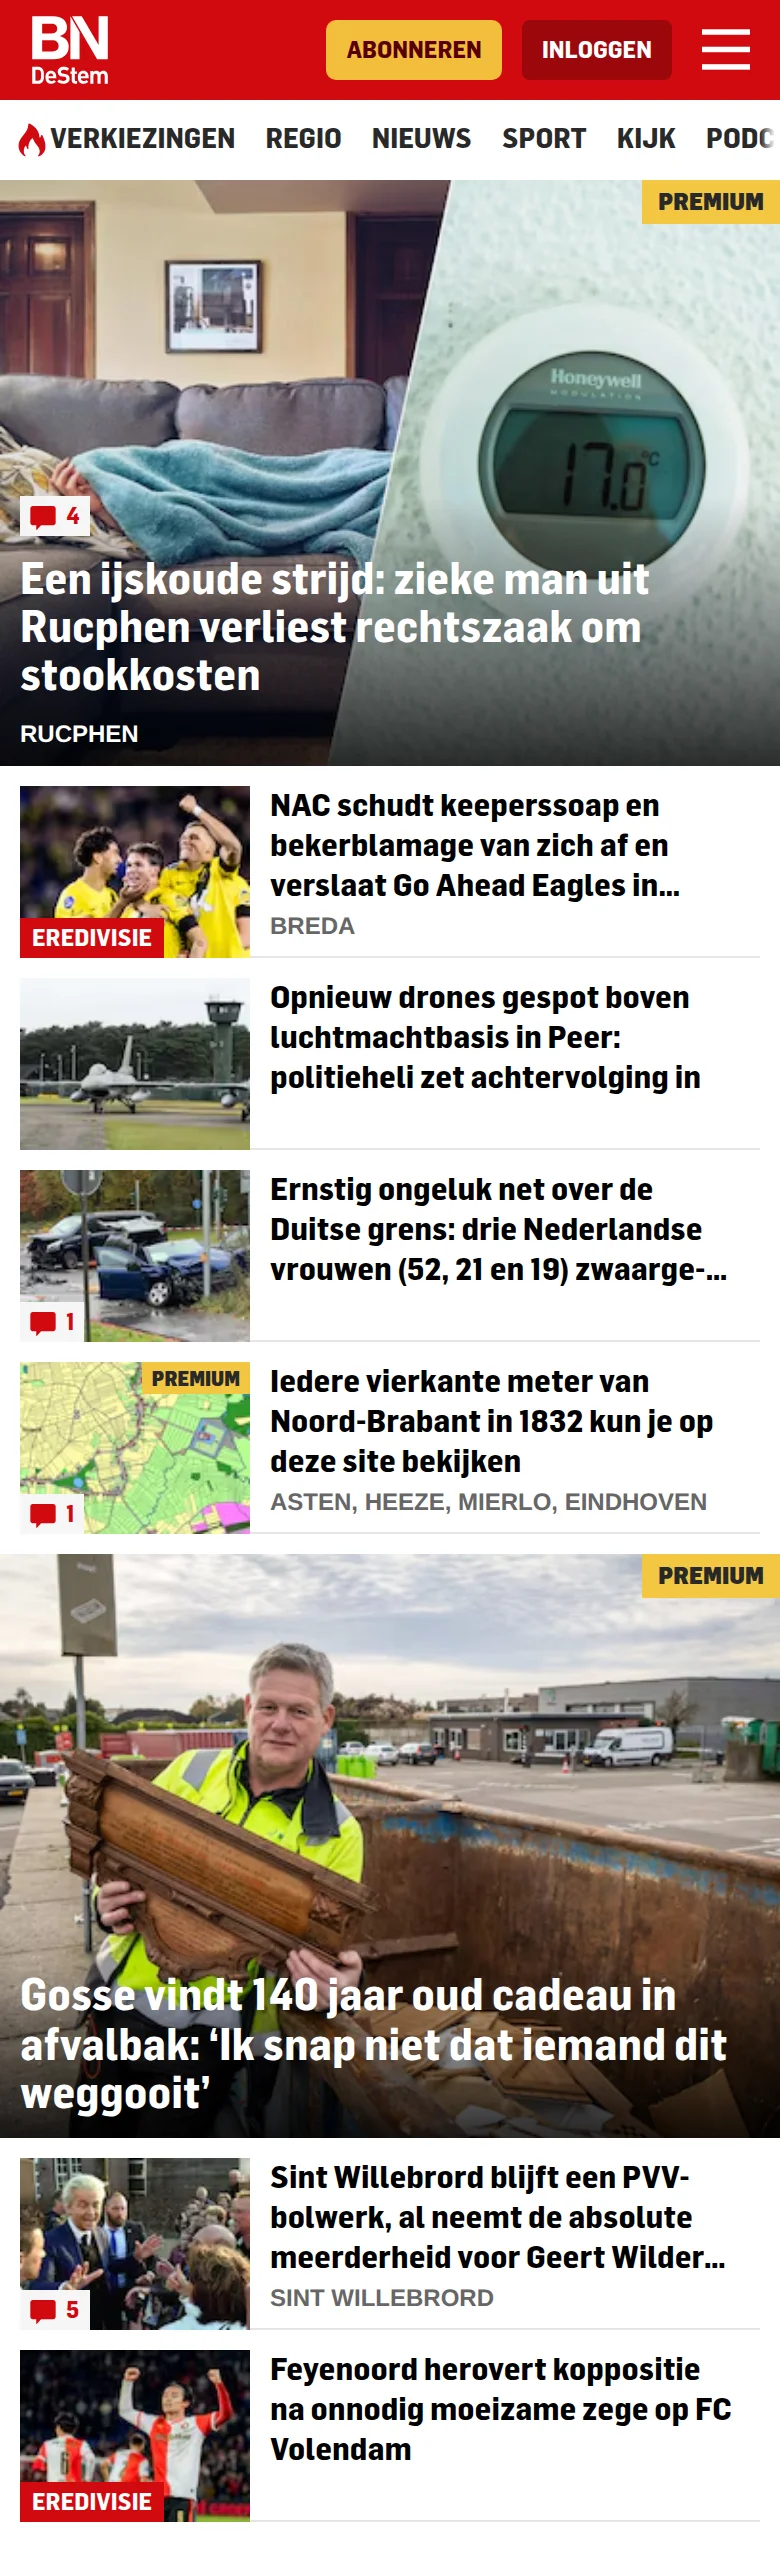 BN
DeStem
ABONNEREN
INLOGGEN
VERKIEZINGEN REGIO NIEUWS SPORT KIJK PODC
PREMIUM
Honeywell
MODULATION
17.0 °C
4
Een ijskoude strijd: zieke man uit
Rucphen verliest rechtszaak om
stookkosten
RUCPHEN
NAC schudt keeperssoap en
bekerblamage van zich af en
verslaat Go Ahead Eagles in...
BREDA
EREDIVISIE
Opnieuw drones gespot boven
luchtmachtbasis in Peer:
politieheli zet achtervolging in
Ernstig ongeluk net over de
Duitse grens: drie Nederlandse
vrouwen (52, 21 en 19) zwaarge-...
1
PREMIUM
Iedere vierkante meter van
Noord-Brabant in 1832 kun je op
deze site bekijken
ASTEN, HEEZE, MIERLO, EINDHOVEN
1
PREMIUM
Gosse vindt 140 jaar oud cadeau in
afvalbak: ‘Ik snap niet dat iemand dit
weggooit’
Sint Willebrord blijft een PVV-
bolwerk, al neemt de absolute
meerderheid voor Geert Wilder...
SINT WILLEBRORD
5
Feyenoord herovert koppositie
na onnodig moeizame zege op FC
Volendam
EREDIVISIE